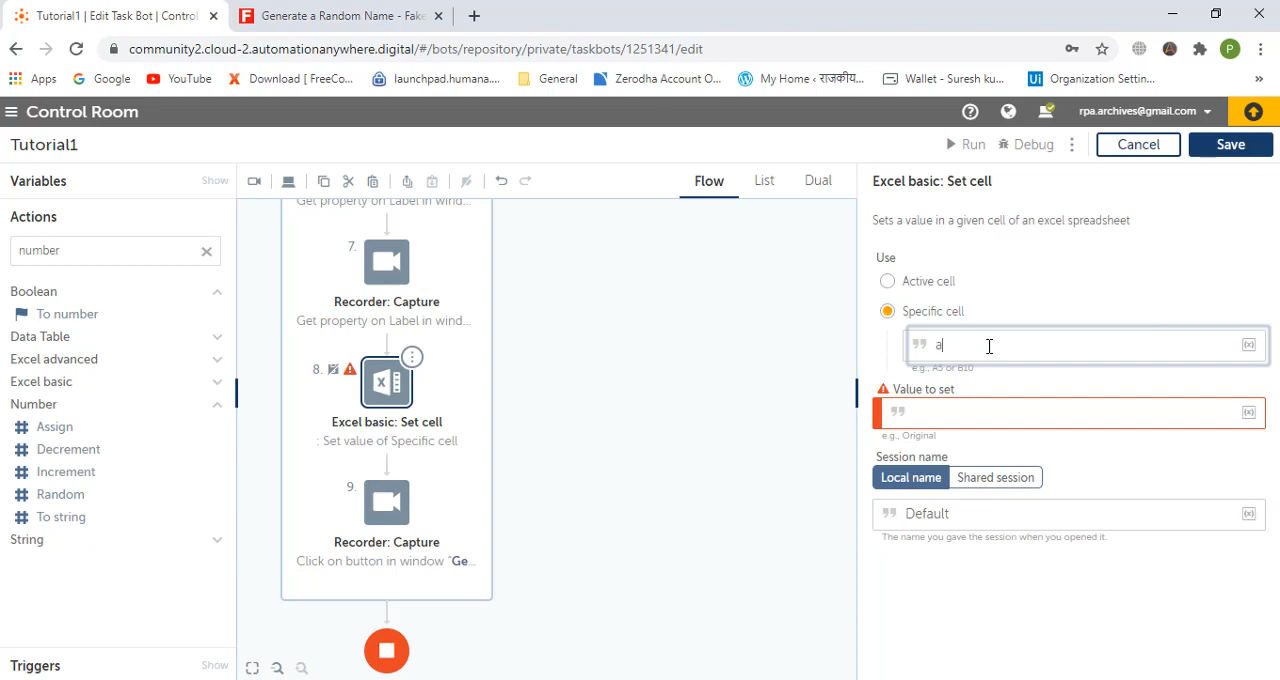 Tutorial1 | Edit Task Bot | Control
Generate a Random Name - Fake
community2.cloud-2.automationanywhere.digital/#/bots/repository/private/taskbots/1251341/edit
P
Apps
Google
YouTube
Download [ FreeCo...
launchpad.humana....
General
Zerodha Account O...
My Home ‹ राजकीय...
Wallet - Suresh ku...
Organization Settin...
»
Control Room
rpa.archives@gmail.com
Tutorial1
Run
Debug
Cancel
Save
Variables
Show
Flow
List
Dual
Actions
number
Boolean
To number
Data Table
Excel advanced
Excel basic
Number
Assign
Decrement
Increment
Random
To string
String
Triggers
Show
Get property on Label in wind...
7.
Recorder: Capture
Get property on Label in wind...
8.
Excel basic: Set cell
: Set value of Specific cell
9.
Recorder: Capture
Click on button in window "Ge...
Excel basic: Set cell
Sets a value in a given cell of an excel spreadsheet
Use
Active cell
Specific cell
a
(x)
e.g., A5 or B10
Value to set
(x)
e.g., Original
Session name
Local name
Shared session
Default
(x)
The name you gave the session when you opened it.